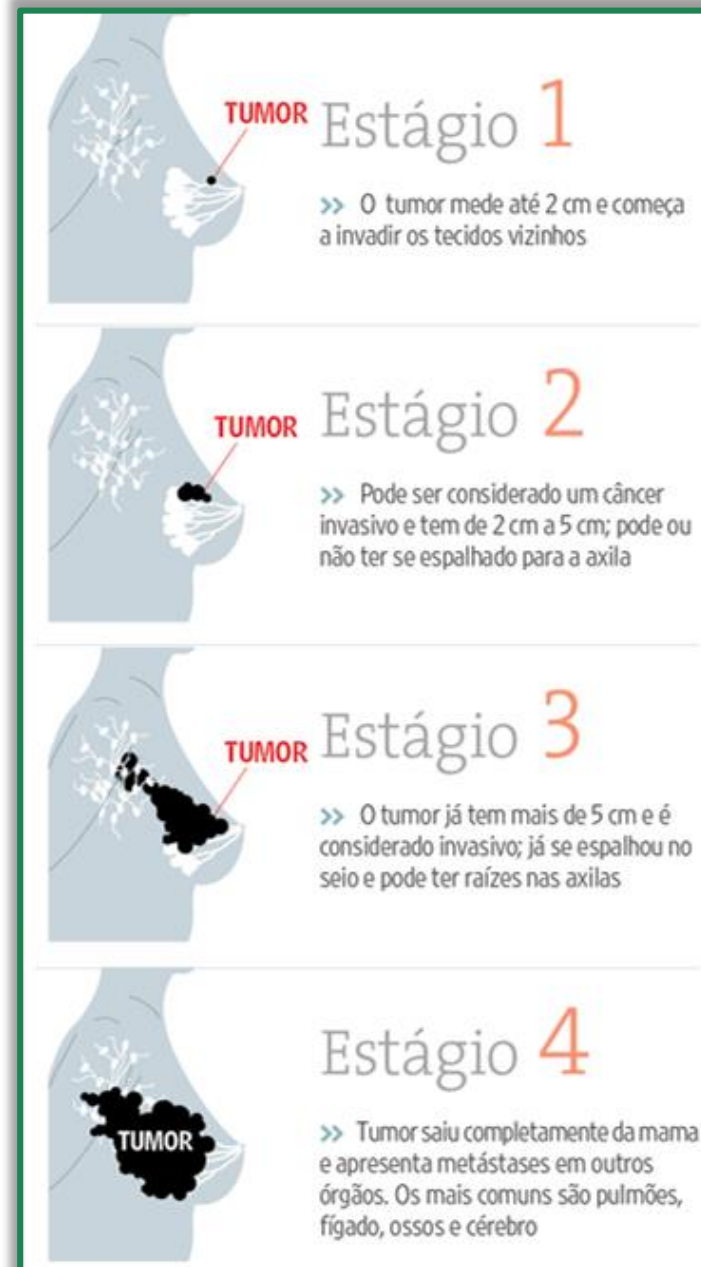 TUMOR
Estágio 1
>> O tumor mede até 2 cm e começa
a invadir os tecidos vizinhos
TUMOR
Estágio 2
>> Pode ser considerado um câncer
invasivo e tem de 2 cm a 5 cm; pode ou
não ter se espalhado para a axila
TUMOR
Estágio 3
>> O tumor já tem mais de 5 cm e é
considerado invasivo; já se espalhou no
seio e pode ter raízes nas axilas
TUMOR
Estágio 4
>> Tumor saiu completamente da mama
e apresenta metástases em outros
órgãos. Os mais comuns são pulmões,
fígado, ossos e cérebro